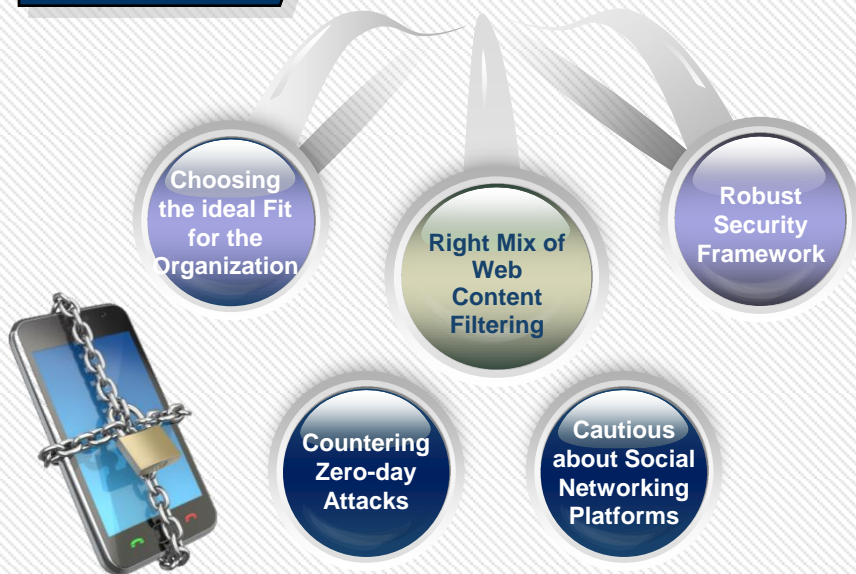 Choosing
the ideal Fit
for the
Organization
Right Mix of
Web
Content
Filtering
Robust
Security
Framework
Countering
Zero-day
Attacks
Cautious
about Social
Networking
Platforms